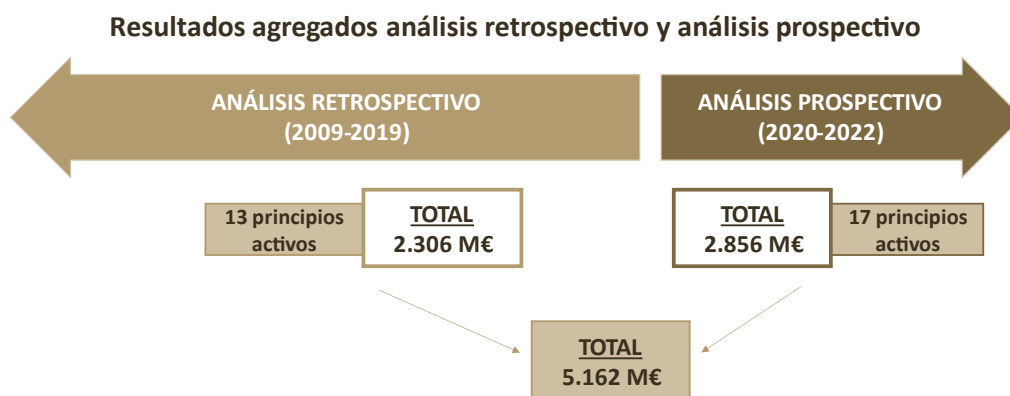 Resultados agregados análisis retrospectivo y análisis prospectivo
ANÁLISIS RETROSPECTIVO
(2009-2019)
ANÁLISIS PROSPECTIVO
(2020-2022)
13 principios
activos
TOTAL
2.306 M€
TOTAL
2.856 M€
17 principios
activos
TOTAL
5.162 M€